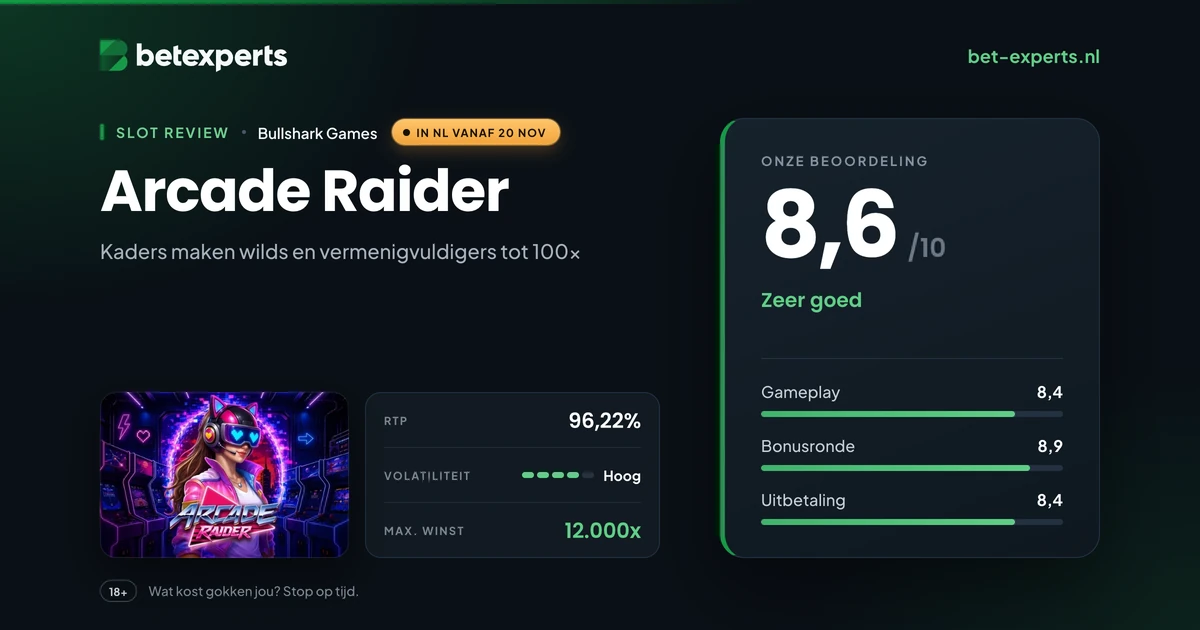 betexperts
bet-experts.nl
SLOT REVIEW • Bullshark Games • IN NL VANAF 20 NOV
Arcade Raider
Kaders maken wilds en vermenigvuldigers tot 100×
ONZE BEOORDELING
8,6 /10
Zeer goed
Gameplay 8,4
Bonusronde 8,9
Uitbetaling 8,4
ARCADE
RAIDER
RTP 96,22%
VOLATILITEIT Hoog
MAX. WINST 12.000x
18+ Wat kost gokken jou? Stop op tijd.